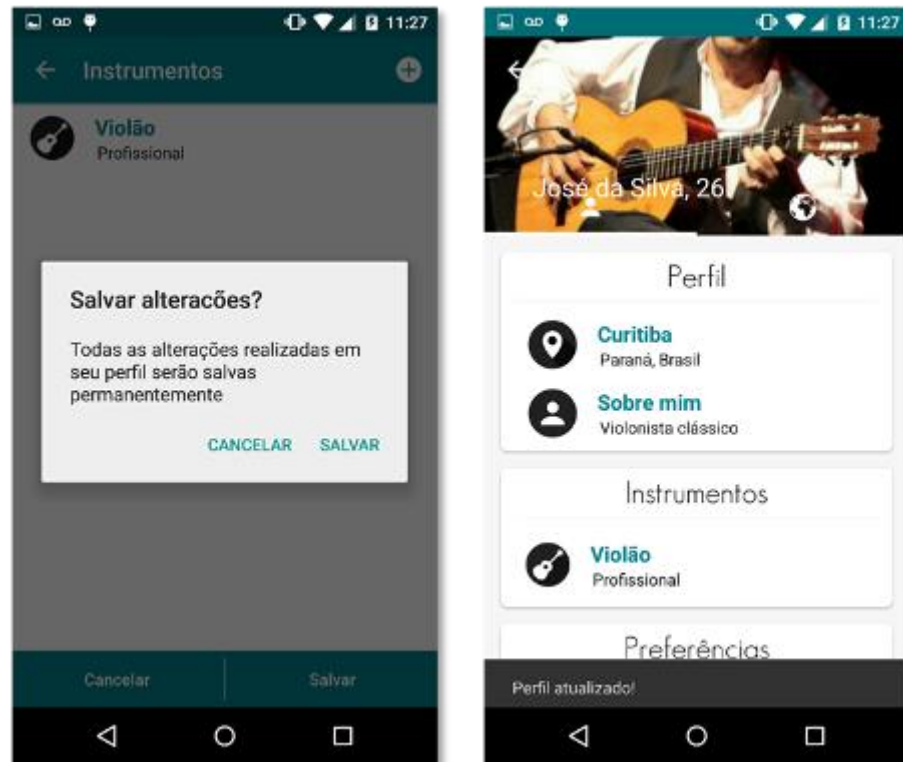 11:27
Instrumentos
Violão
Profissional
Salvar alteracões?
Todas as alterações realizadas em
seu perfil serão salvas
permanentemente
CANCELAR SALVAR
Cancelar Salvar
11:27
José da Silva, 26
Perfil
Curitiba
Paraná, Brasil
Sobre mim
Violonista clássico
Instrumentos
Violão
Profissional
Preferências
Perfil atualizado!